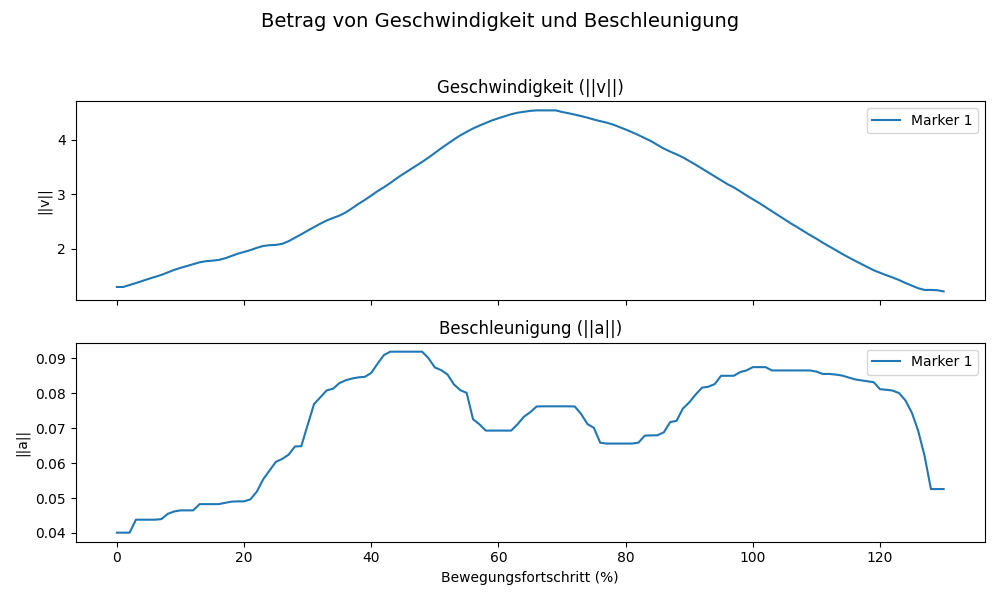 Betrag von Geschwindigkeit und Beschleunigung
Geschwindigkeit (||v||)
Marker 1
4
3
2
||v||
Beschleunigung (||a||)
Marker 1
0.09
0.08
0.07
0.06
0.05
0.04
||a||
0 20 40 60 80 100 120
Bewegungsfortschritt (%)